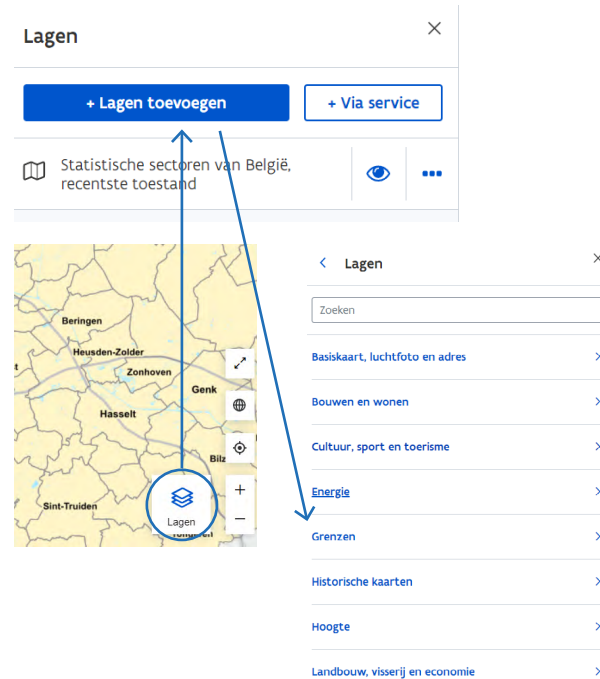 Lagen
+ Lagen toevoegen
+ Via service
Statistische sectoren van België,
recentste toestand
Beringen
Heusden-Zolder
Zonhoven
Genk
Hasselt
Sint-Truiden
Lagen
Lagen
Zoeken
Basiskaart, luchtfoto en adres
Bouwen en wonen
Cultuur, sport en toerisme
Energie
Grenzen
Historische kaarten
Hoogte
Landbouw, visserij en economie